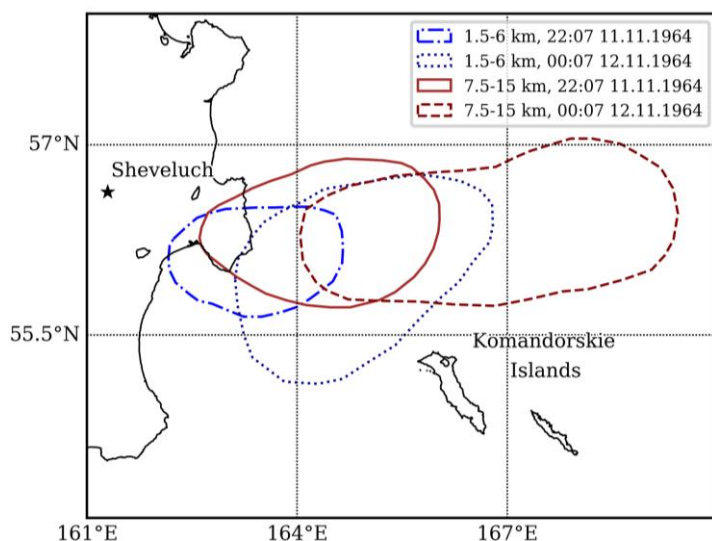 1.5-6 km, 22:07 11.11.1964
1.5-6 km, 00:07 12.11.1964
7.5-15 km, 22:07 11.11.1964
7.5-15 km, 00:07 12.11.1964
57°N
Sheveluch
55.5°N
Komandorskie
Islands
161°E
164°E
167°E